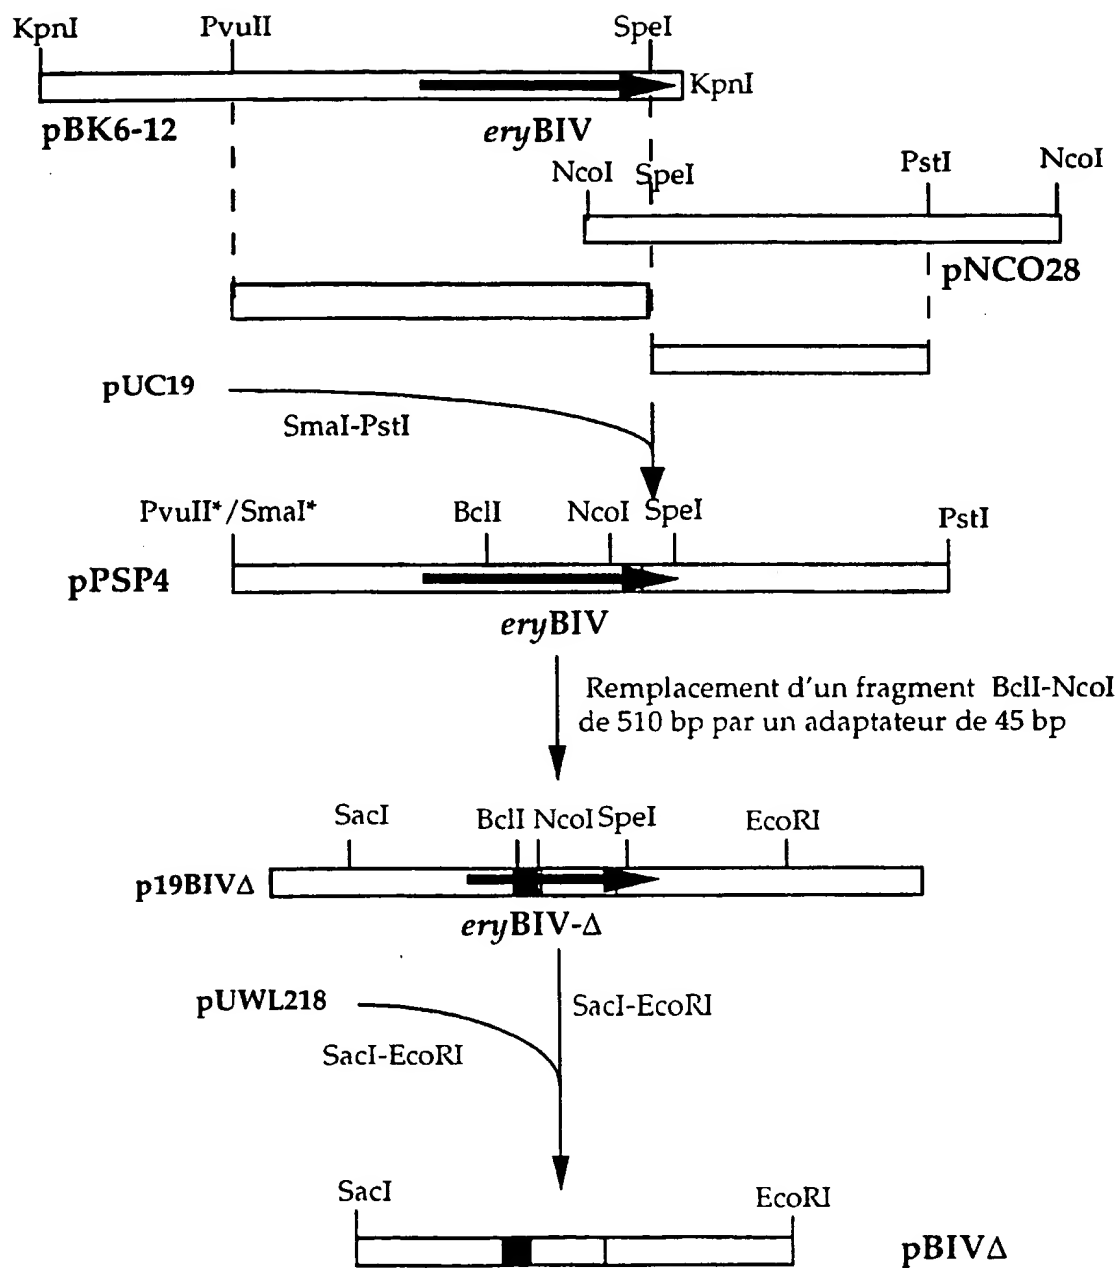 KpnI PvuII SpeI
KpnI
pBK6-12 eryBIV
NcoI SpeI PstI NcoI
pNCO28
pUC19
SmaI-PstI
PvuII*/SmaI* BclI NcoI SpeI PstI
pPSP4
eryBIV
Remplacement d'un fragment BclI-NcoI
de 510 bp par un adaptateur de 45 bp
SacI BclI NcoI SpeI EcoRI
p19BIVΔ
eryBIV-Δ
pUWL218 SacI-EcoRI
SacI-EcoRI
SacI EcoRI
pBIVΔ